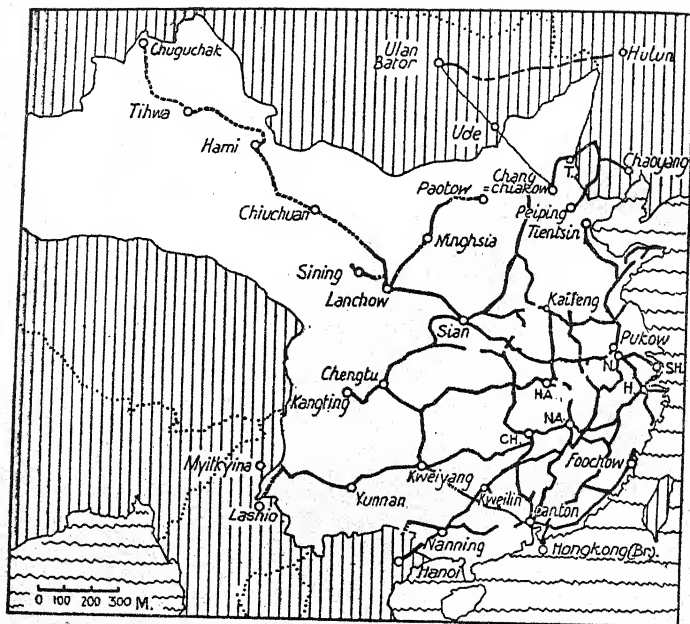 Chuguchak
Ulan
Bator
Hulun
Tihwa
Ude
Hami
Chang
=chiakow
T.
Chaoyang
Paotow
Peiping
Tientsin
Chiuchuan
Ninghsia
Sining
Lanchow
Kaifeng
Sian
Pukow
N.
SH.
Chengtu
H.
Kangting
HA.
NA.
CH.
Myitkyina
Kweiyang
Foochow
Yunnan
Kweilin
Lashio
Canton
Nanning
Hongkong (Br.)
Hanoi
0 100 200 300 M.